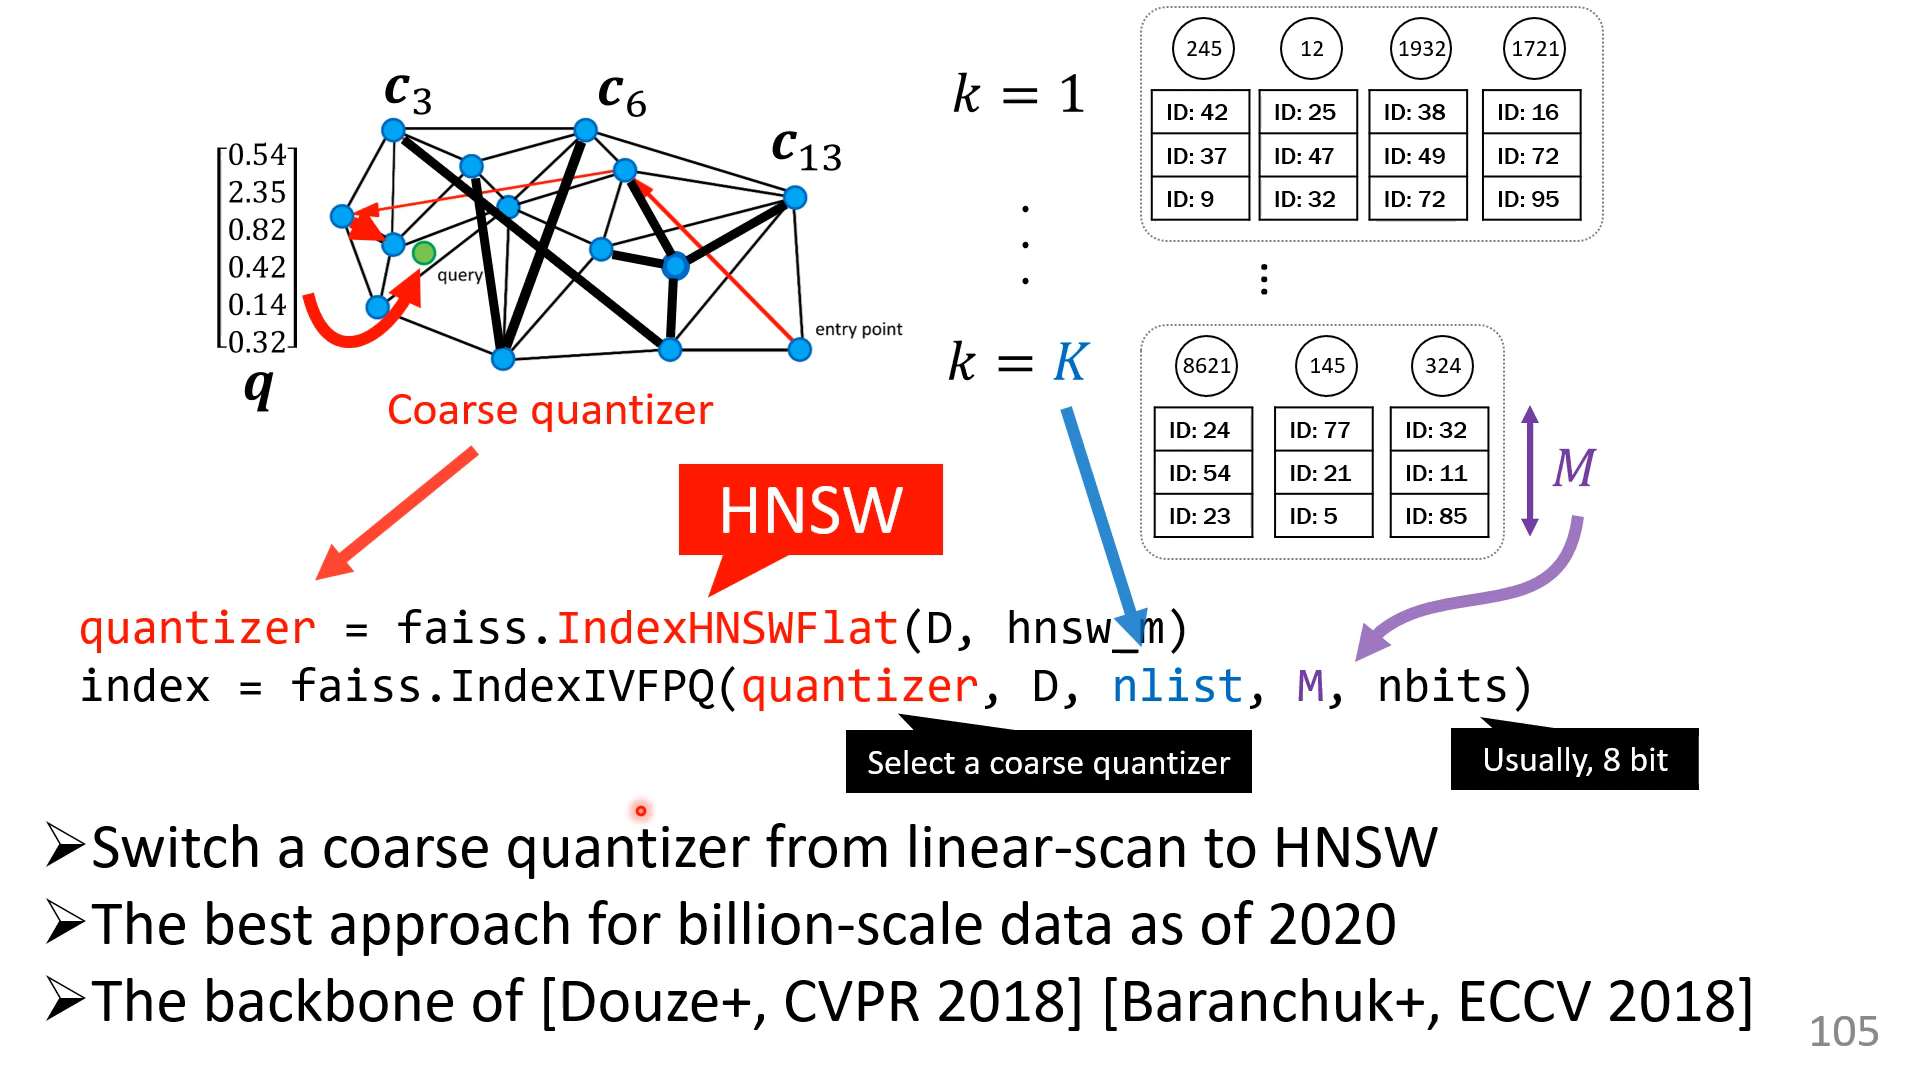 c3
c6
c13
0.54
2.35
0.82
0.42
0.14
0.32
q
query
entry point
Coarse quantizer
k = 1
245 12 1932 1721
ID: 42 ID: 25 ID: 38 ID: 16
ID: 37 ID: 47 ID: 49 ID: 72
ID: 9 ID: 32 ID: 72 ID: 95
k = K
8621 145 324
ID: 24 ID: 77 ID: 32
ID: 54 ID: 21 ID: 11
ID: 23 ID: 5 ID: 85
M
HNSW
quantizer = faiss.IndexHNSWFlat(D, hnsw_m)
index = faiss.IndexIVFPQ(quantizer, D, nlist, M, nbits)
Select a coarse quantizer
Usually, 8 bit
➢Switch a coarse quantizer from linear-scan to HNSW
➢The best approach for billion-scale data as of 2020
➢The backbone of [Douze+, CVPR 2018] [Baranchuk+, ECCV 2018]
105